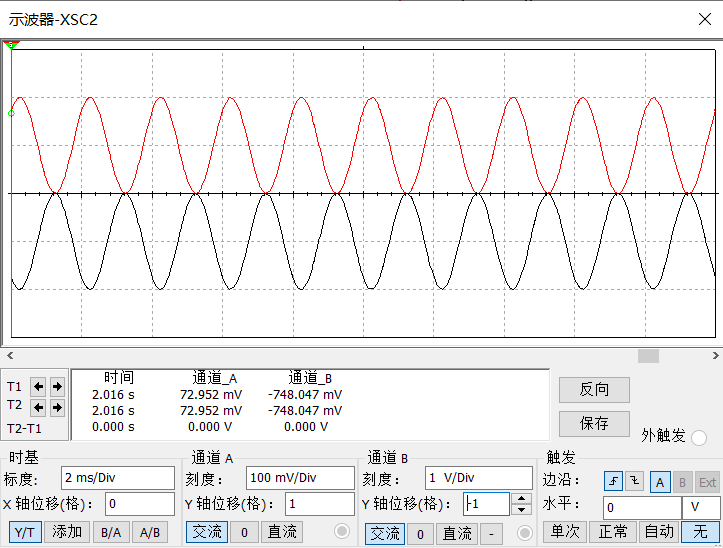 示波器-XSC2
时间 通道_A 通道_B
T1 2.016 s 72.952 mV -748.047 mV
T2 2.016 s 72.952 mV -748.047 mV
T2-T1 0.000 s 0.000 V 0.000 V
反向
保存
外触发
时基 通道 A 通道 B 触发
标度: 2 ms/Div 刻度: 100 mV/Div 刻度: 1 V/Div 边沿: A B Ext
X 轴位移(格): 0 Y 轴位移(格): 1 Y 轴位移(格): -1 水平: 0 V
Y/T 添加 B/A A/B 交流 0 直流 交流 0 直流 - 单次 正常 自动 无